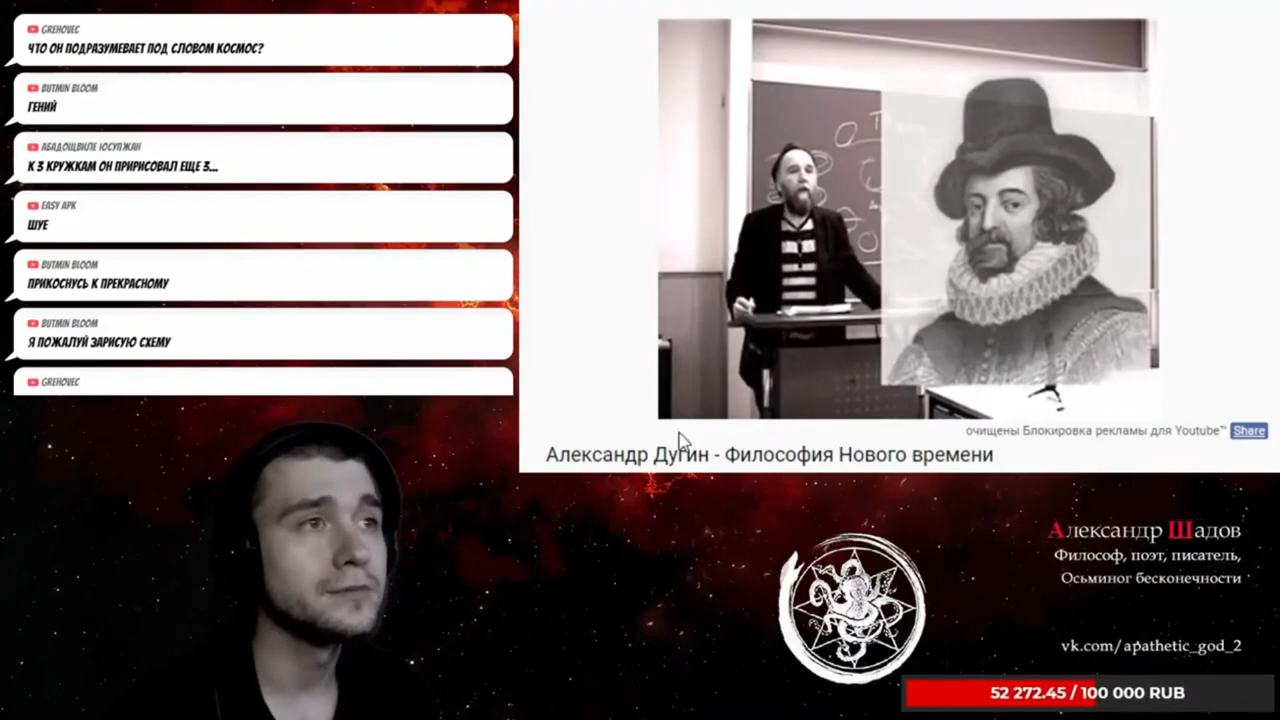 GREHOVEC
ЧТО ОН ПОДРАЗУМЕВАЕТ ПОД СЛОВОМ КОСМОС?
BUTMIN BLOOM
ГЕНИЙ
АБАДОЩВИЛЕ ЮСУПЖАН
К 3 КРУЖКАМ ОН ПРИРИСОВАЛ ЕЩЕ 3...
EASY APK
ШУЕ
BUTMIN BLOOM
ПРИКОСНУСЬ К ПРЕКРАСНОМУ
BUTMIN BLOOM
Я ПОЖАЛУЙ ЗАРИСУЮ СХЕМУ
GREHOVEC
очищены Блокировка рекламы для Youtube™ Share
Александр Дугин - Философия Нового времени
Александр Шадов
Философ, поэт, писатель,
Осьминог бесконечности
vk.com/apathetic_god_2
52 272.45 / 100 000 RUB